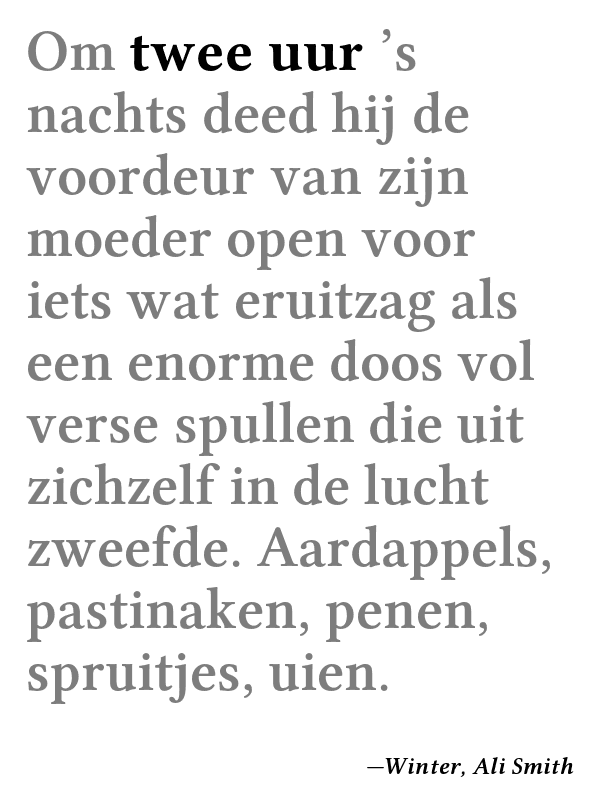 Om twee uur ’s
nachts deed hij de
voordeur van zijn
moeder open voor
iets wat eruitzag als
een enorme doos vol
verse spullen die uit
zichzelf in de lucht
zweefde. Aardappels,
pastinaken, penen,
spruitjes, uien.
—Winter, Ali Smith